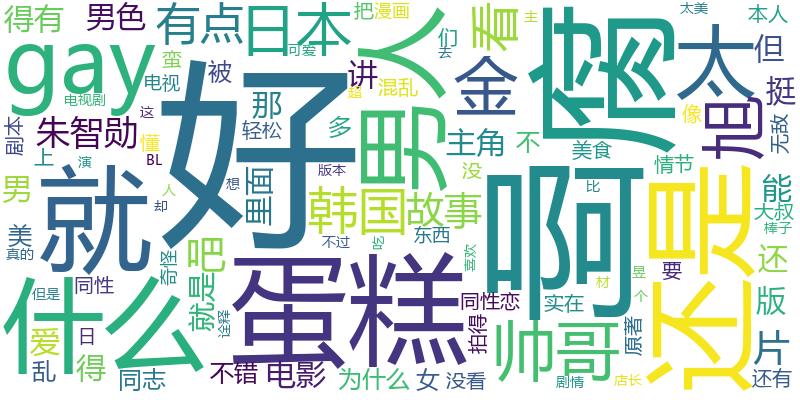 得有
男色
有点
日本
把
漫画
人
们
去
看
腐
太美
主
本人
太
但
gay
蛮
电视
被
可爱
讲
混乱
超
金
旭
挺
电视剧
这
那
男
像
无敌
剧本
朱智勋
懂
好
轻松
多
主角
不
美食
上
演
BL
版本
没
啊
情节
还是
能
男
就
人
想
里面
韩国
故事
比
大叔
美
却
棒子
真的
奇怪
吧
不过
吃
东西
喜欢
昱
要
还
什么
但是
同性
就是
诠释
蛋糕
同性恋
实在
材
个
版
爱
日
拍得
帅哥
原著
片
乱
得
同志
不错
电影
为什么
女
没看
剧情
店长
还有